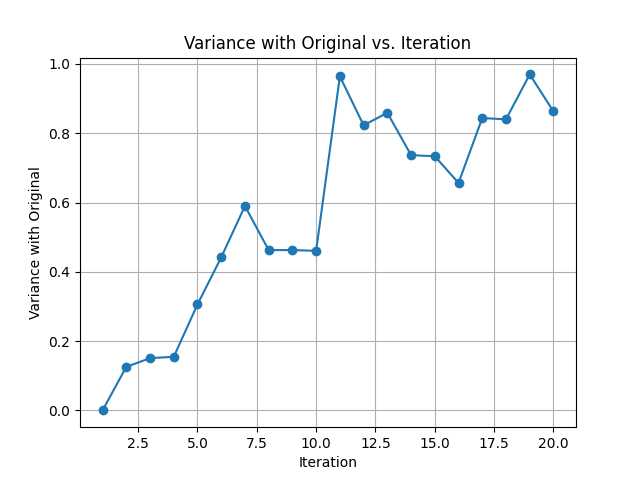 Variance with Original vs. Iteration
1.0
0.8
0.6
0.4
0.2
0.0
Variance with Original
2.5 5.0 7.5 10.0 12.5 15.0 17.5 20.0
Iteration